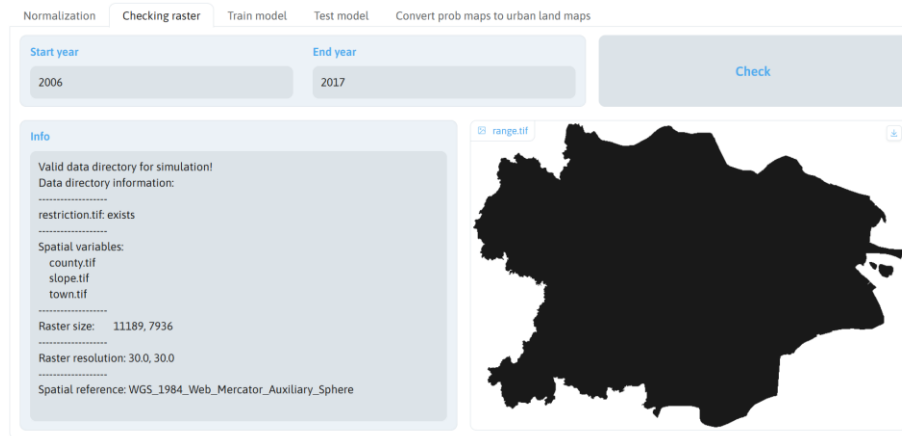 Normalization Checking raster Train model Test model Convert prob maps to urban land maps
Start year End year
2006 2017
Check
Info
range.tif
Valid data directory for simulation!
Data directory information:
-------------------
restriction.tif: exists
-------------------
Spatial variables:
county.tif
slope.tif
town.tif
-------------------
Raster size: 11189, 7936
-------------------
Raster resolution: 30.0, 30.0
-------------------
Spatial reference: WGS_1984_Web_Mercator_Auxiliary_Sphere